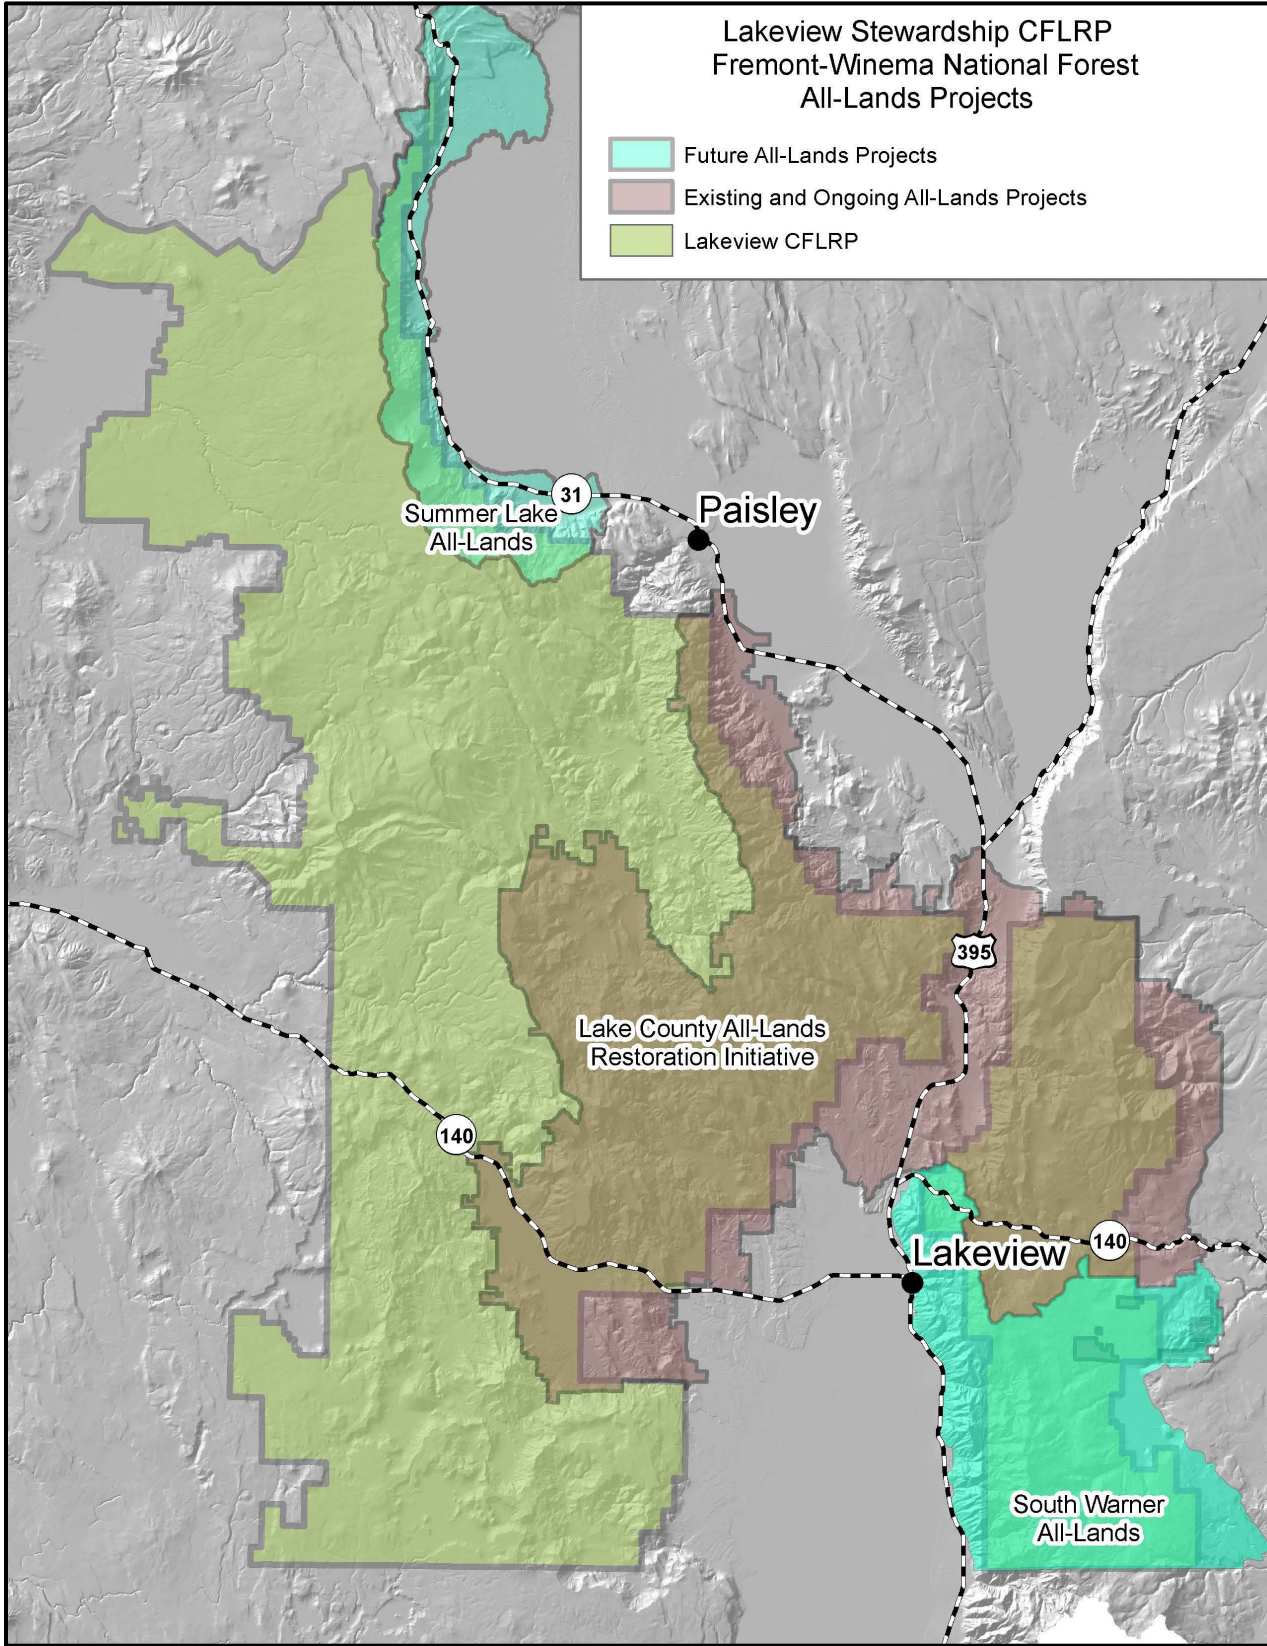 Lakeview Stewardship CFLRP
Fremont-Winema National Forest
All-Lands Projects
Future All-Lands Projects
Existing and Ongoing All-Lands Projects
Lakeview CFLRP
31
Summer Lake
All-Lands
Paisley
395
Lake County All-Lands
Restoration Initiative
140
140
Lakeview
South Warner
All-Lands